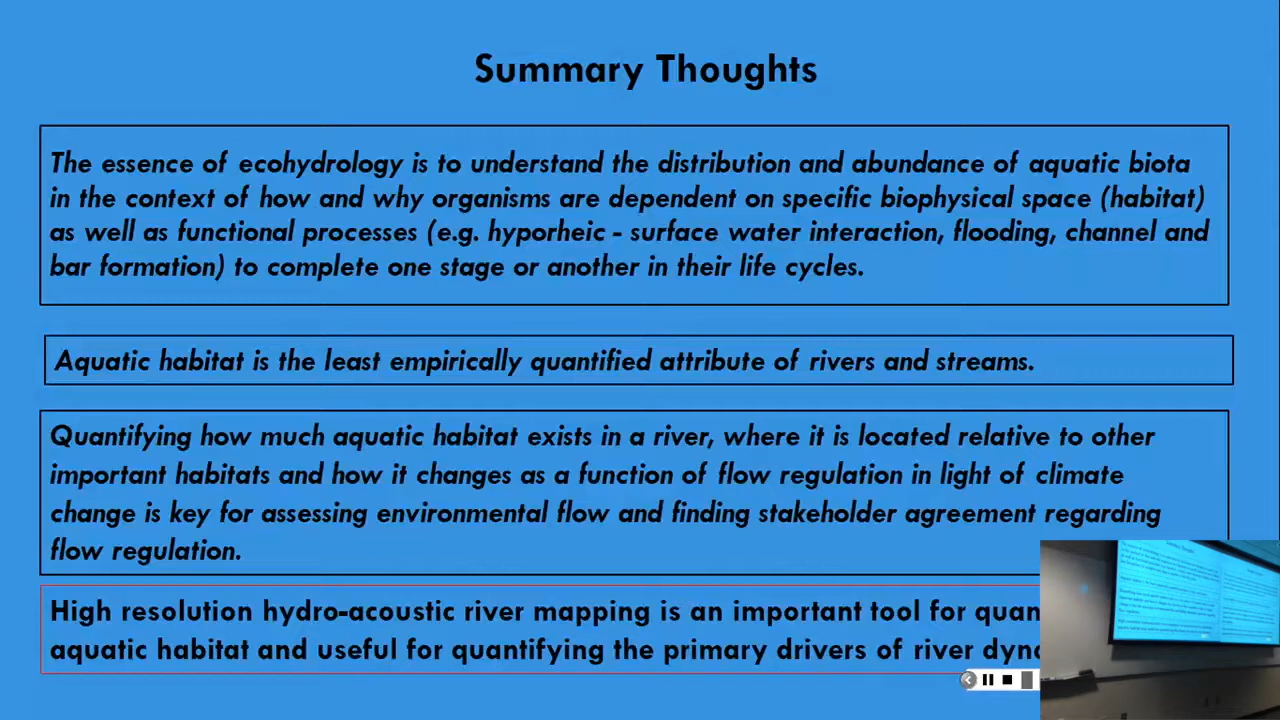 Summary Thoughts
The essence of ecohydrology is to understand the distribution and abundance of aquatic biota
in the context of how and why organisms are dependent on specific biophysical space (habitat)
as well as functional processes (e.g. hyporheic - surface water interaction, flooding, channel and
bar formation) to complete one stage or another in their life cycles.
Aquatic habitat is the least empirically quantified attribute of rivers and streams.
Quantifying how much aquatic habitat exists in a river, where it is located relative to other
important habitats and how it changes as a function of flow regulation in light of climate
change is key for assessing environmental flow and finding stakeholder agreement regarding
flow regulation.
High resolution hydro-acoustic river mapping is an important tool for quan
aquatic habitat and useful for quantifying the primary drivers of river dyn